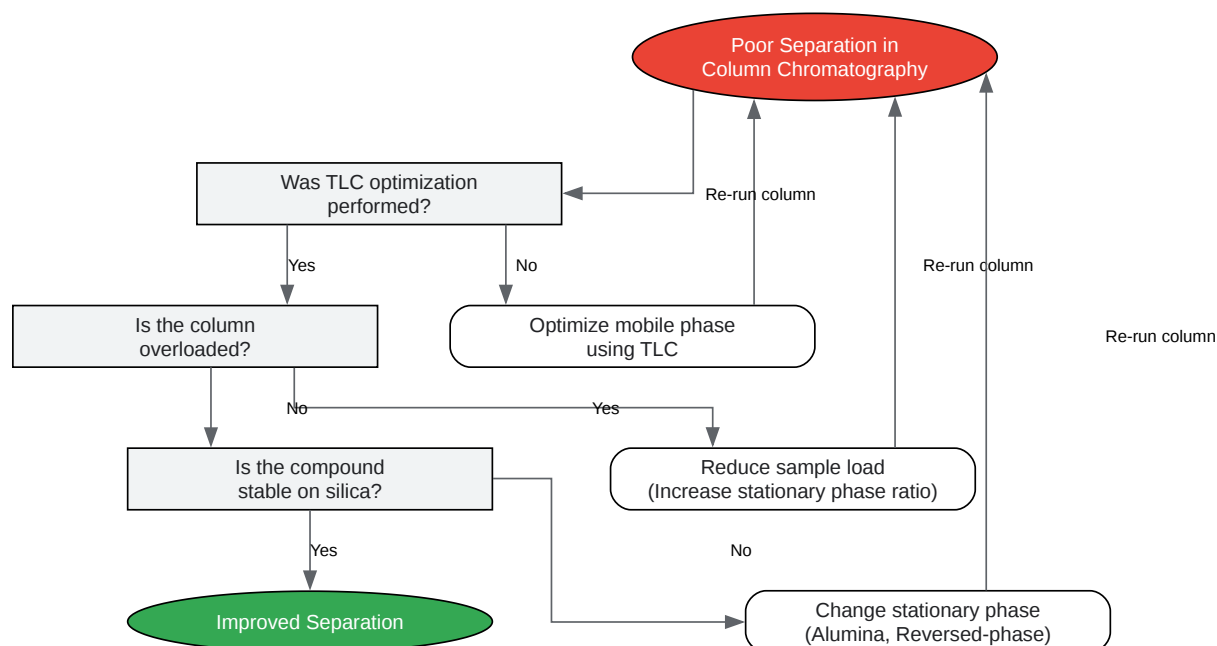 Poor Separation in
Column Chromatography
Was TLC optimization
performed?
Re-run column
Yes
No
Re-run column
Is the column
overloaded?
Optimize mobile phase
using TLC
Re-run column
No
Yes
Is the compound
stable on silica?
Reduce sample load
(Increase stationary phase ratio)
Yes
No
Improved Separation
Change stationary phase
(Alumina, Reversed-phase)